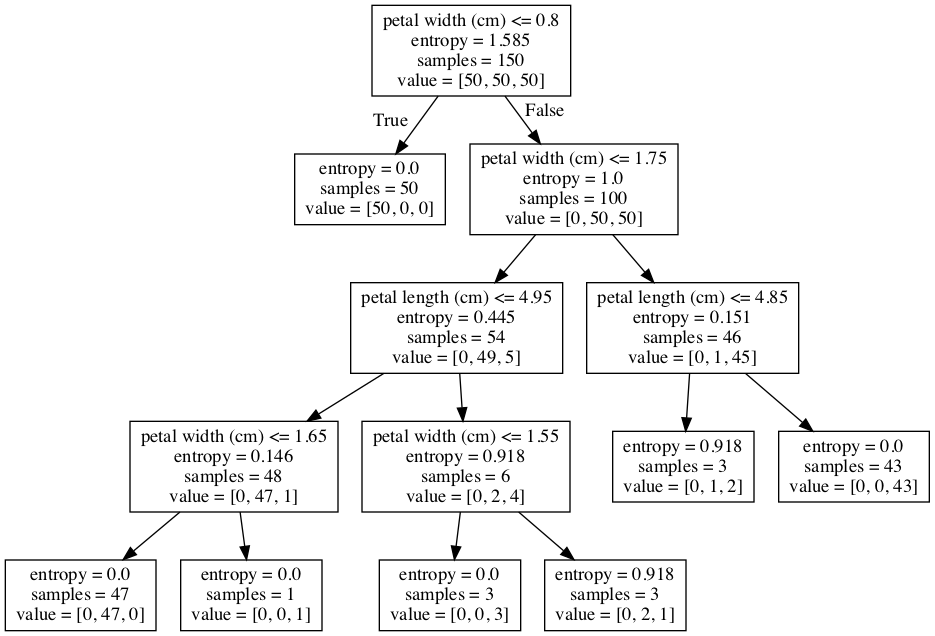 petal width (cm) <= 0.8
entropy = 1.585
samples = 150
value = [50, 50, 50]
True
False
entropy = 0.0
samples = 50
value = [50, 0, 0]
petal width (cm) <= 1.75
entropy = 1.0
samples = 100
value = [0, 50, 50]
petal length (cm) <= 4.95
entropy = 0.445
samples = 54
value = [0, 49, 5]
petal length (cm) <= 4.85
entropy = 0.151
samples = 46
value = [0, 1, 45]
petal width (cm) <= 1.65
entropy = 0.146
samples = 48
value = [0, 47, 1]
petal width (cm) <= 1.55
entropy = 0.918
samples = 6
value = [0, 2, 4]
entropy = 0.918
samples = 3
value = [0, 1, 2]
entropy = 0.0
samples = 43
value = [0, 0, 43]
entropy = 0.0
samples = 47
value = [0, 47, 0]
entropy = 0.0
samples = 1
value = [0, 0, 1]
entropy = 0.0
samples = 3
value = [0, 0, 3]
entropy = 0.918
samples = 3
value = [0, 2, 1]